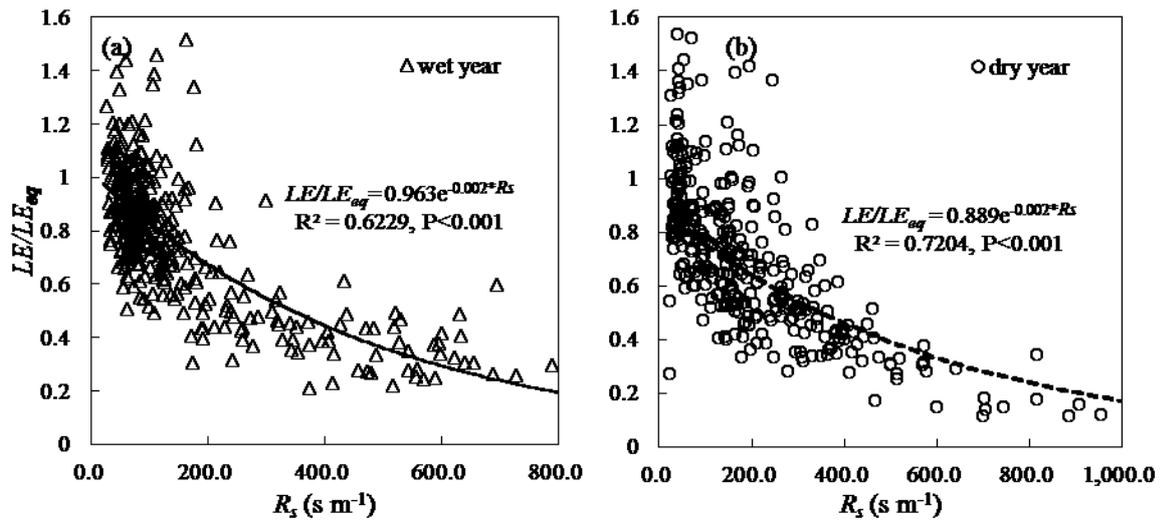 (a)
△ wet year
LE/LEeq=0.963e-0.002*Rs
R² = 0.6229, P<0.001
LE/LEeq
1.6
1.4
1.2
1
0.8
0.6
0.4
0.2
0
0.0 200.0 400.0 600.0 800.0
Rs (s m-1)
(b)
○ dry year
LE/LEeq = 0.889e-0.002*Rs
R² = 0.7204, P<0.001
1.6
1.4
1.2
1
0.8
0.6
0.4
0.2
0
0.0 200.0 400.0 600.0 800.0 1,000.0
Rs (s m-1)